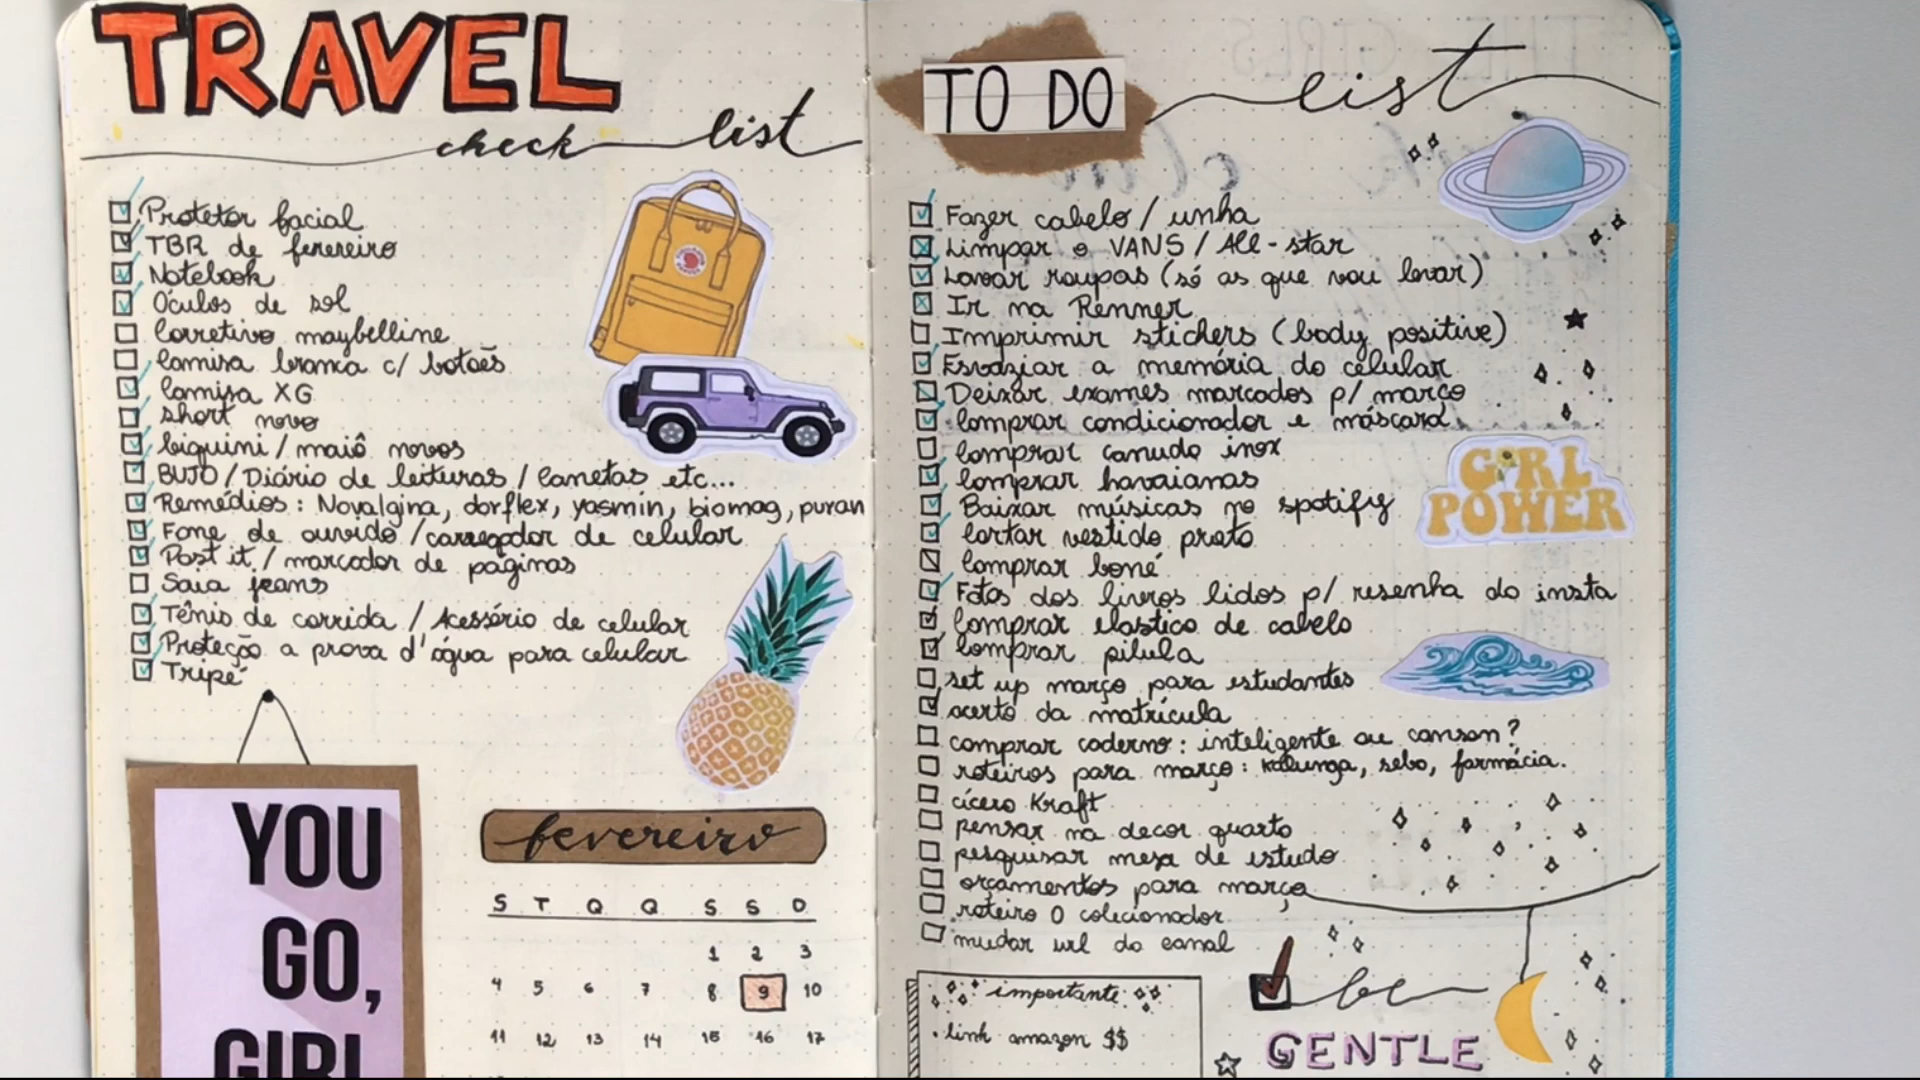 TRAVEL
check list
Protetor facial
TBR de fevereiro
Notebook
Óculos de sol
Corretivo maybelline
Camisa branca c/ botões
Camisa XG
short novo
biquini / maiô novos
BUJO / Diário de leituras / Canetas etc...
Remédios: Novalgina, dorflex, yasmin, biomag, puran
Fone de ouvido / carregador de celular
Post it / marcador de páginas
Saia jeans
Tênis de corrida / Acessório de celular
Proteção a prova d'água para celular
Tripé
YOU
GO,
GIRL
fevereiro
S T Q Q S S D
1 2 3
4 5 6 7 8 9 10
11 12 13 14 15 16 17
TO DO list
Fazer cabelo / unha
Limpar o VANS / All-star
Lavar roupas (só as que vou levar)
Ir na Renner
Imprimir stickers (body positive)
Esvaziar a memória do celular
Deixar exames marcados p/ março
Comprar condicionador e máscara
Comprar canudo inox
Comprar havaianas
Baixar músicas no spotify
Cortar vestido preto
Comprar boné
Fotos dos livros lidos p/ resenha do insta
Comprar elastico de cabelo
Comprar pilula
set up março para estudantes
acerto da matrícula
comprar caderno: inteligente ou canson?
roteiros para março: kalunga, sebo, farmácia.
cícero Kraft
pensar na decor quarto
pesquisar mesa de estudo
orçamentos para março
roteiro O colecionador
mudar url do canal
GIRL
POWER
importante
• link amazon $$
be
GENTLE